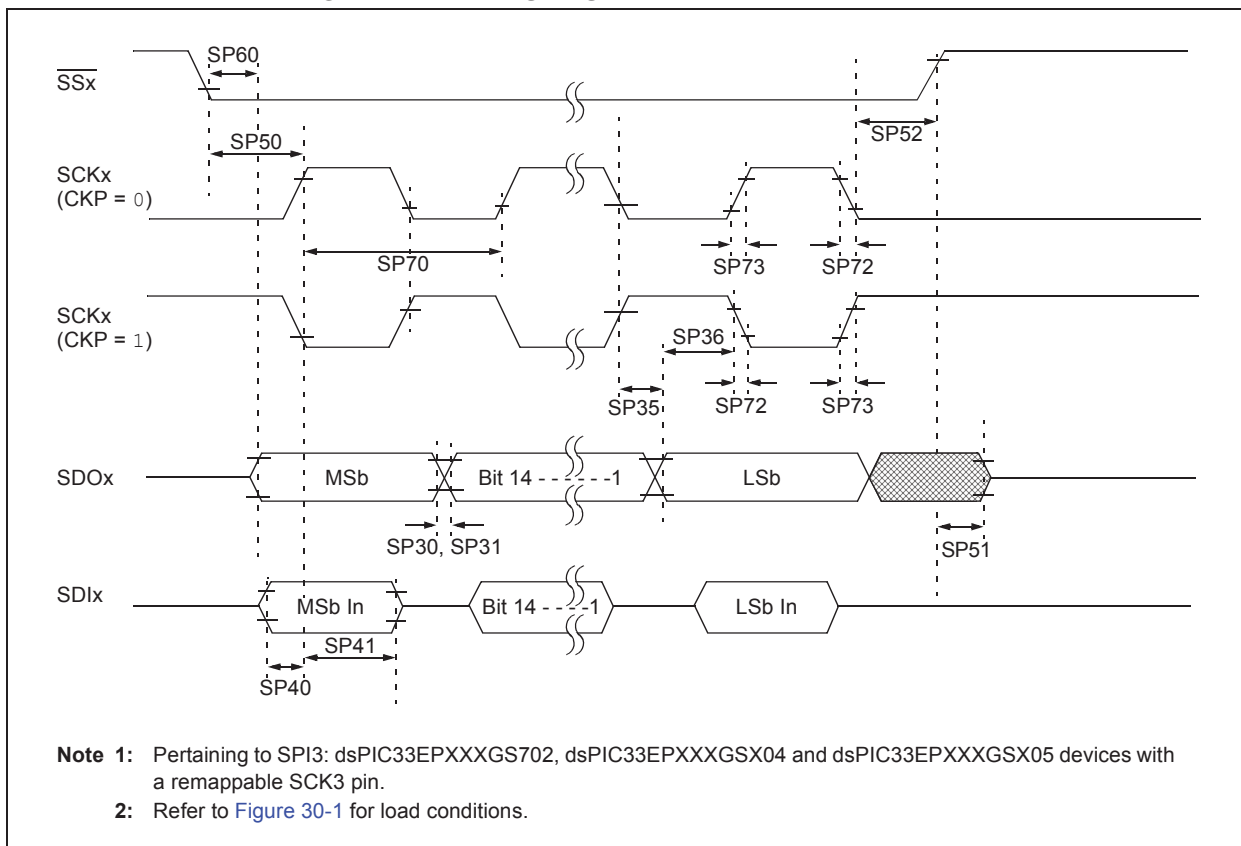 SP60
SSx
SP50
SP52
SCKx
(CKP = 0)
SP70
SP73
SP72
SCKx
(CKP = 1)
SP36
SP35
SP72
SP73
SDOx
MSb
Bit 14 - - - - - -1
LSb
SP30, SP31
SP51
SDIx
MSb In
Bit 14 - - - -1
LSb In
SP41
SP40
Note 1: Pertaining to SPI3: dsPIC33EPXXXGS702, dsPIC33EPXXXGSX04 and dsPIC33EPXXXGSX05 devices with
a remappable SCK3 pin.
2: Refer to Figure 30-1 for load conditions.